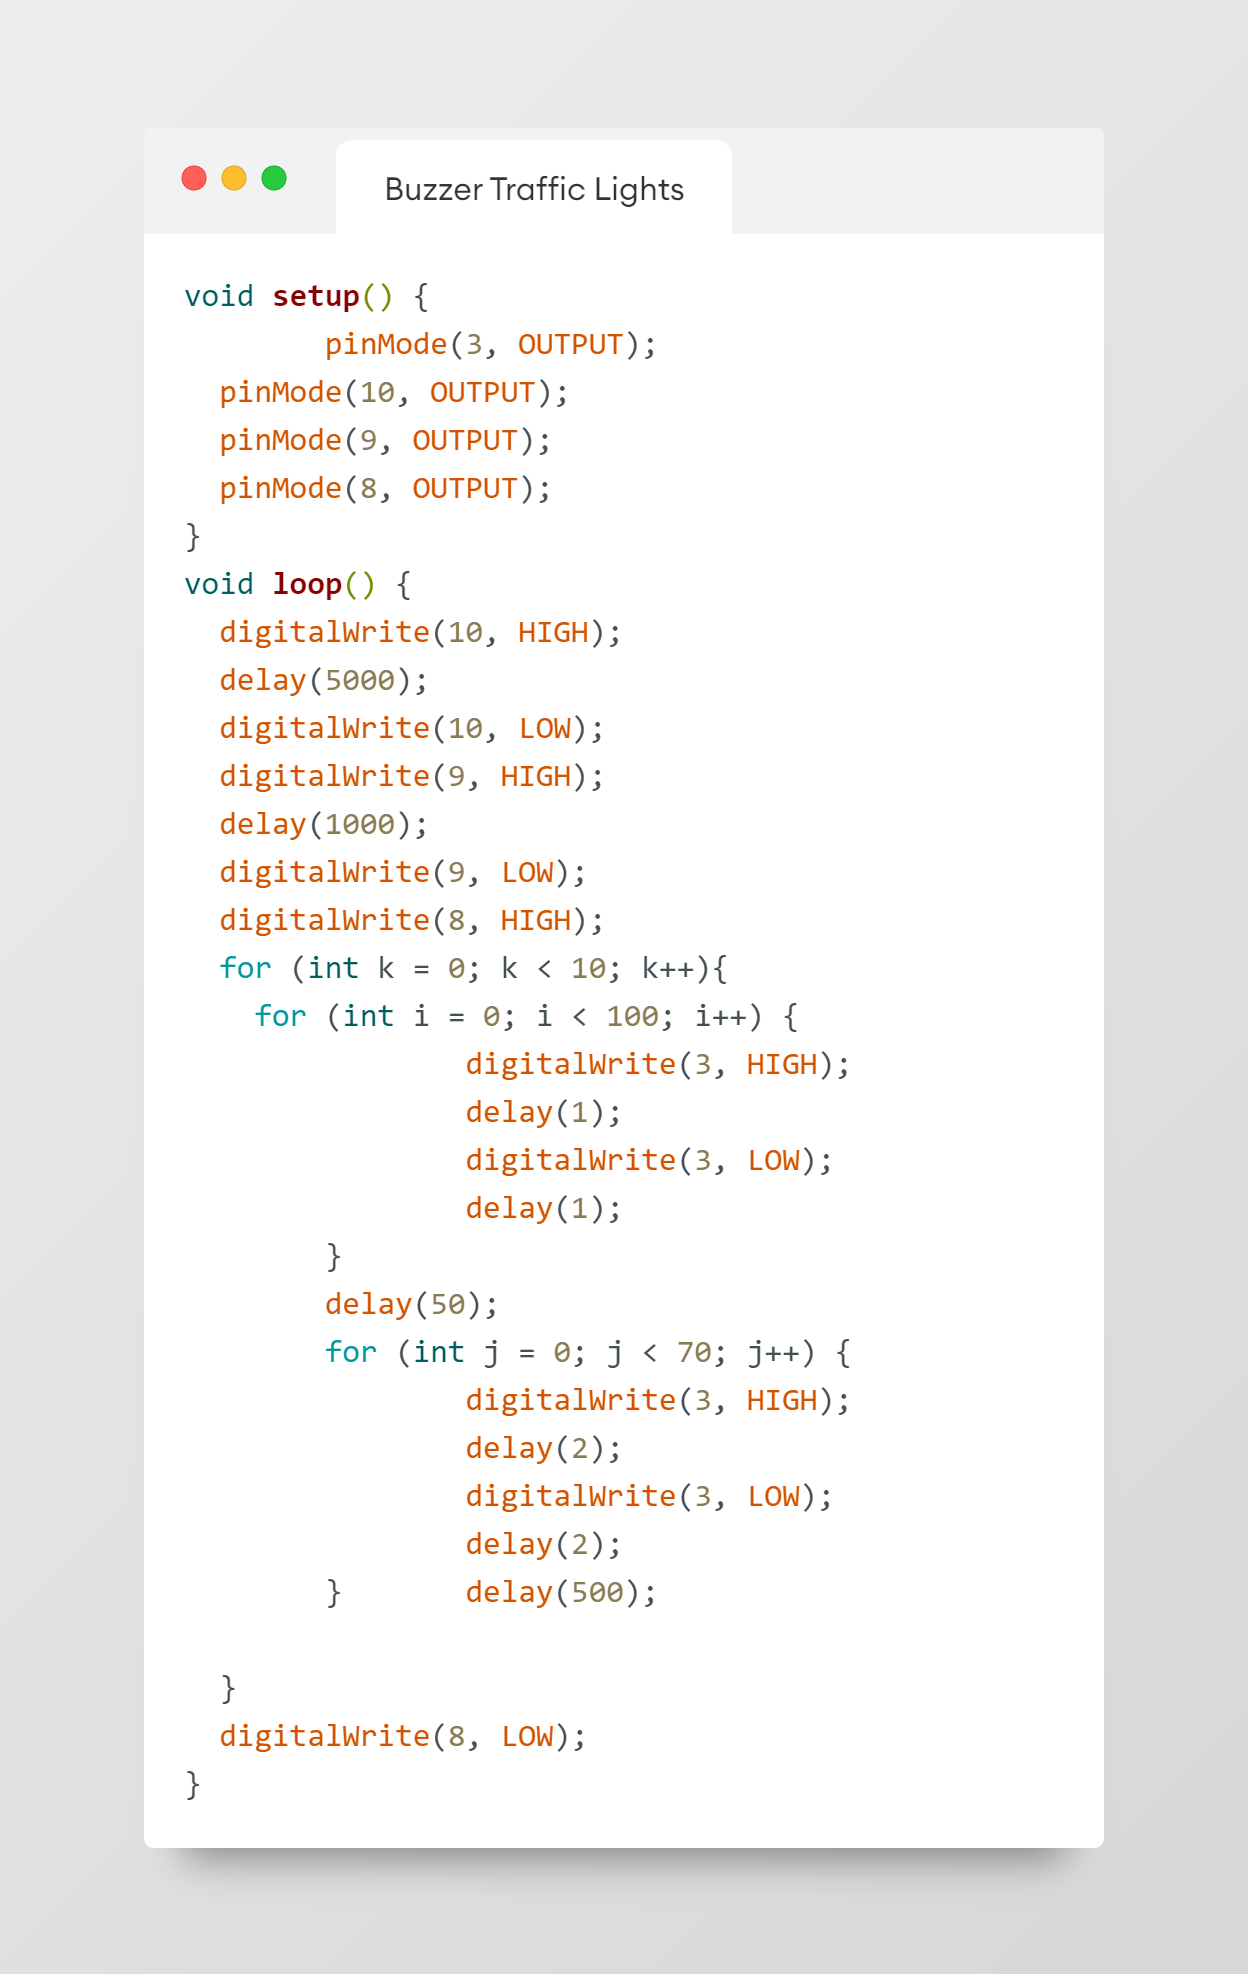 Buzzer Traffic Lights
void setup() {
        pinMode(3, OUTPUT);
  pinMode(10, OUTPUT);
  pinMode(9, OUTPUT);
  pinMode(8, OUTPUT);
}
void loop() {
  digitalWrite(10, HIGH);
  delay(5000);
  digitalWrite(10, LOW);
  digitalWrite(9, HIGH);
  delay(1000);
  digitalWrite(9, LOW);
  digitalWrite(8, HIGH);
  for (int k = 0; k < 10; k++){
    for (int i = 0; i < 100; i++) {
                digitalWrite(3, HIGH);
                delay(1);
                digitalWrite(3, LOW);
                delay(1);
        }
        delay(50);
        for (int j = 0; j < 70; j++) {
                digitalWrite(3, HIGH);
                delay(2);
                digitalWrite(3, LOW);
                delay(2);
        }       delay(500);

  }
  digitalWrite(8, LOW);
}